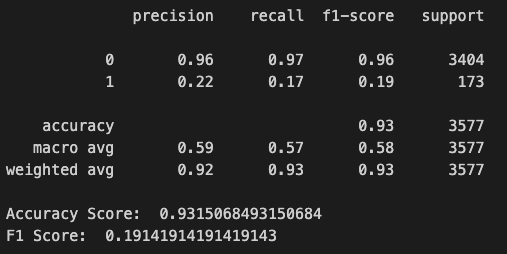 precision recall f1-score support
0 0.96 0.97 0.96 3404
1 0.22 0.17 0.19 173
accuracy 0.93 3577
macro avg 0.59 0.57 0.58 3577
weighted avg 0.92 0.93 0.93 3577
Accuracy Score: 0.9315068493150684
F1 Score: 0.19141914191419143